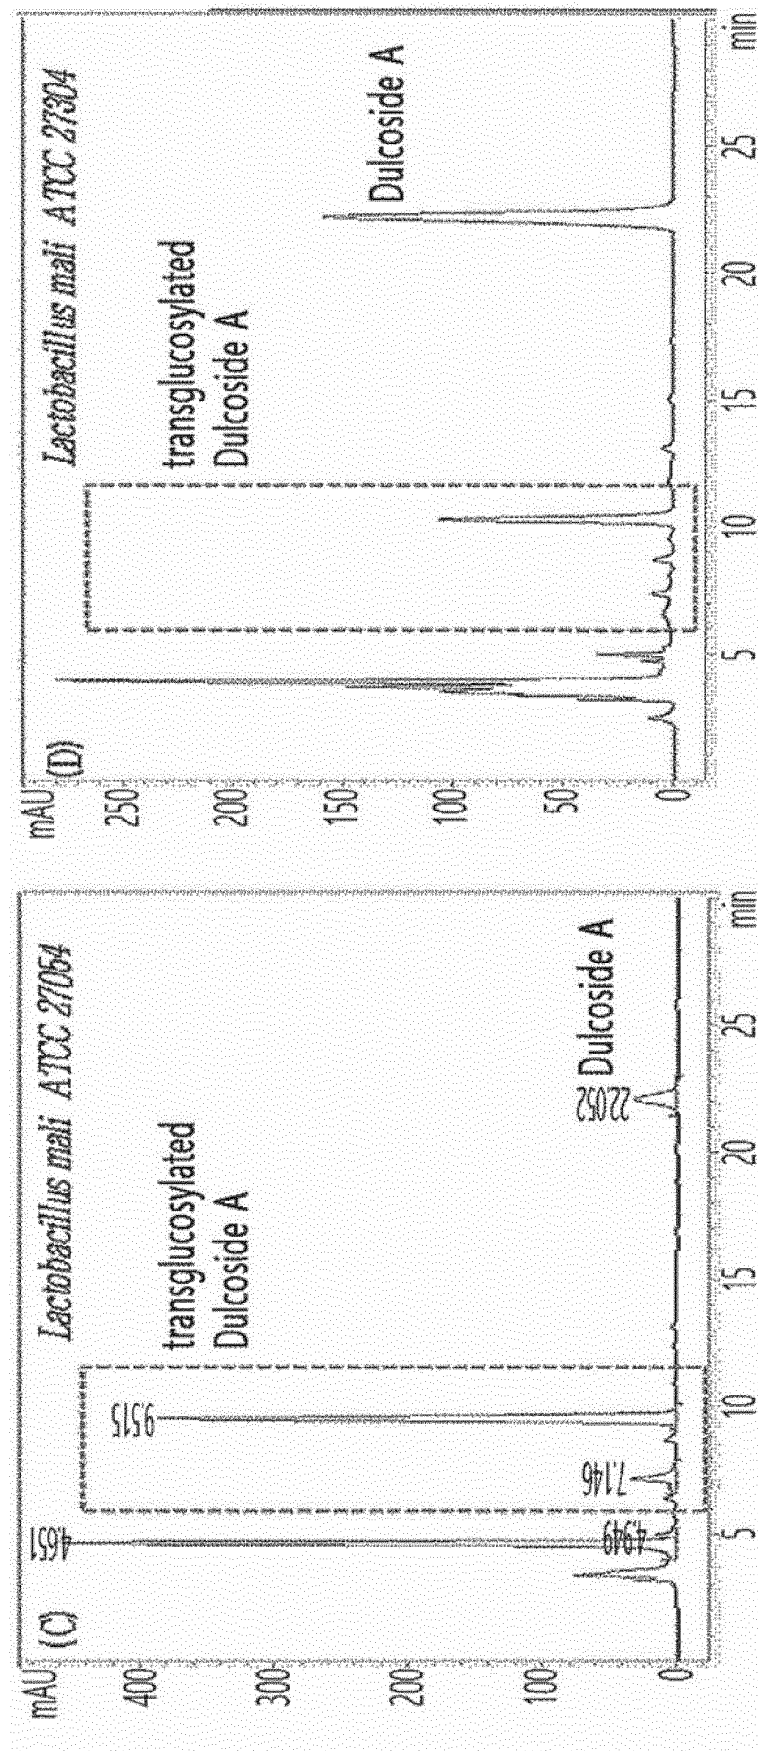 mAU
(C)
Lactobacillus mali ATCC 27054
transglucosylated
Dulcoside A
400
300
200
100
0
4.651
4.949
7.146
9.515
22.052
Dulcoside A
5
10
15
20
25
min
mAU
(D)
Lactobacillus mali ATCC 27304
transglucosylated
Dulcoside A
Dulcoside A
250
200
150
100
50
0
5
10
15
20
25
min